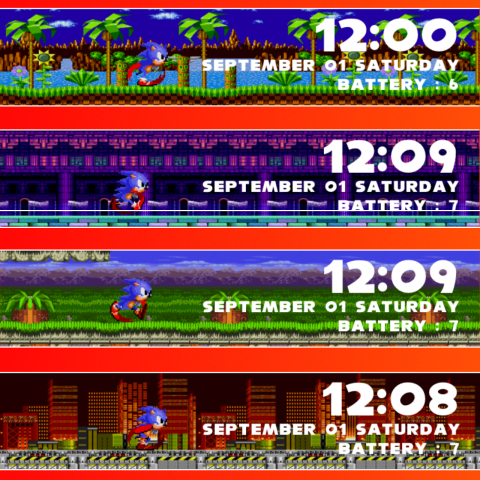 12:00
SEPTEMBER 01 SATURDAY
BATTERY : 6
12:09
SEPTEMBER 01 SATURDAY
BATTERY : 7
12:09
SEPTEMBER 01 SATURDAY
BATTERY : 7
12:08
SEPTEMBER 01 SATURDAY
BATTERY : 7